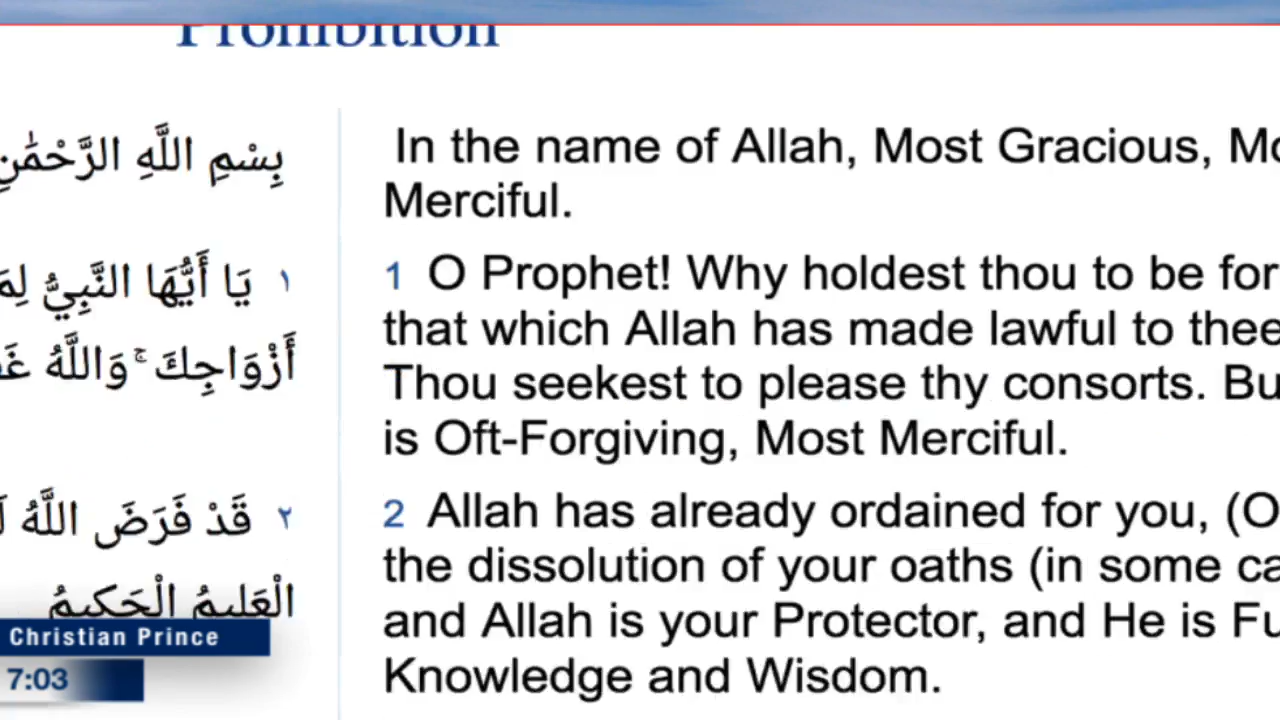 Prohibition
بِسْمِ اللَّهِ الرَّحْمَٰنِ
In the name of Allah, Most Gracious,
Merciful.
١ يَا أَيُّهَا النَّبِيُّ
أَزْوَاجِكَ ۚ وَاللَّهُ
1 O Prophet! Why holdest thou to be for
that which Allah has made lawful to thee
Thou seekest to please thy consorts.
is Oft-Forgiving, Most Merciful.
٢ قَدْ فَرَضَ اللَّهُ
الْعَلِيمُ الْحَكِيمُ
2 Allah has already ordained for you, (O
the dissolution of your oaths (in some
and Allah is your Protector, and He is
Knowledge and Wisdom.
Christian Prince
7:03